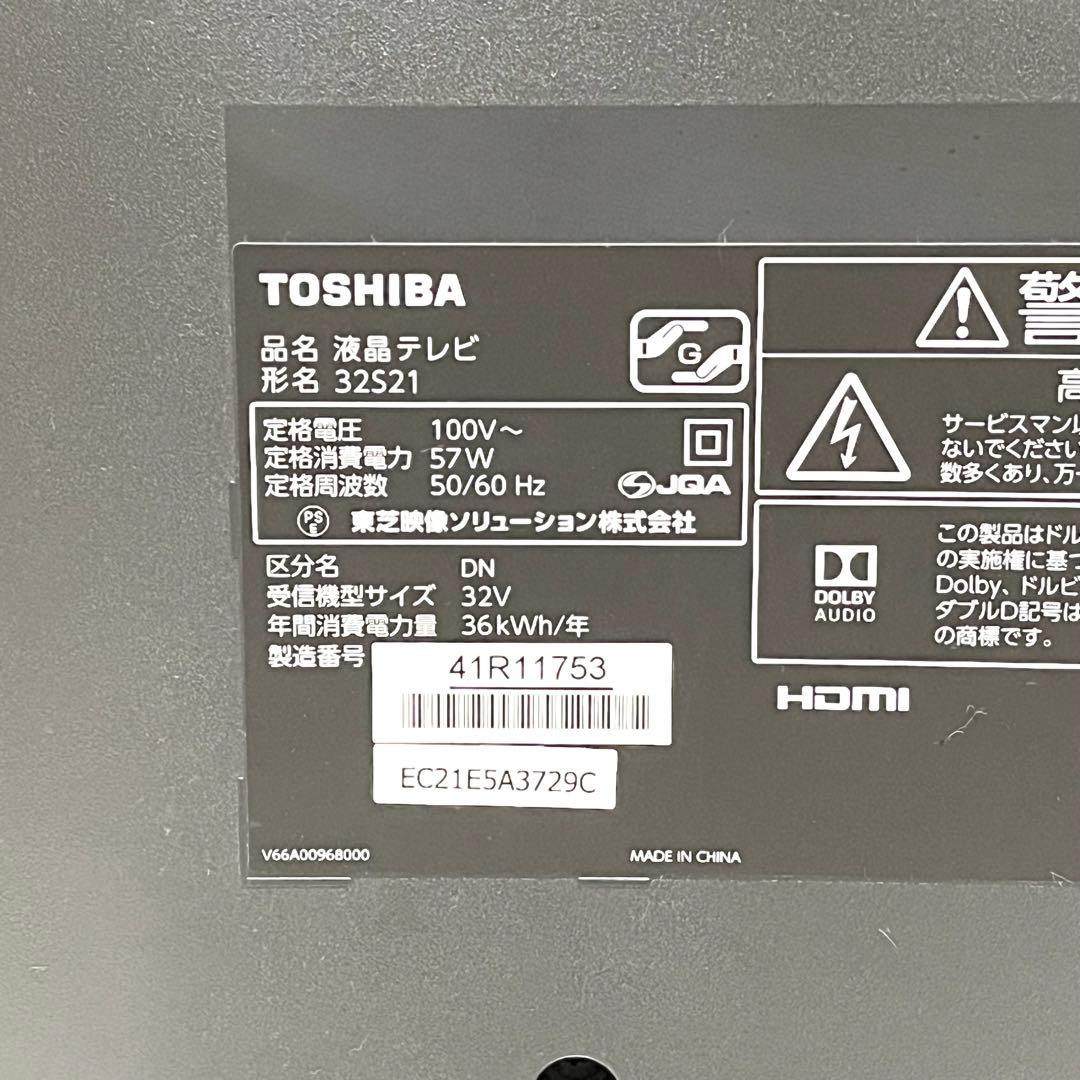 TOSHIBA
品名 液晶テレビ
形名 32S21
G
定格電圧 100V～
定格消費電力 57W
定格周波数 50/60 Hz
JQA
PSE 東芝映像ソリューション株式会社
区分名 DN
受信機型サイズ 32V
年間消費電力量 36kWh/年
製造番号 41R11753
EC21E5A3729C
V66A00968000
MADE IN CHINA
警
高
サービスマン
ないでください
数多くあり、万一
この製品はドル
の実施権に基づ
Dolby、ドルビ
ダブルD記号は
の商標です。
DOLBY
AUDIO
HDMI